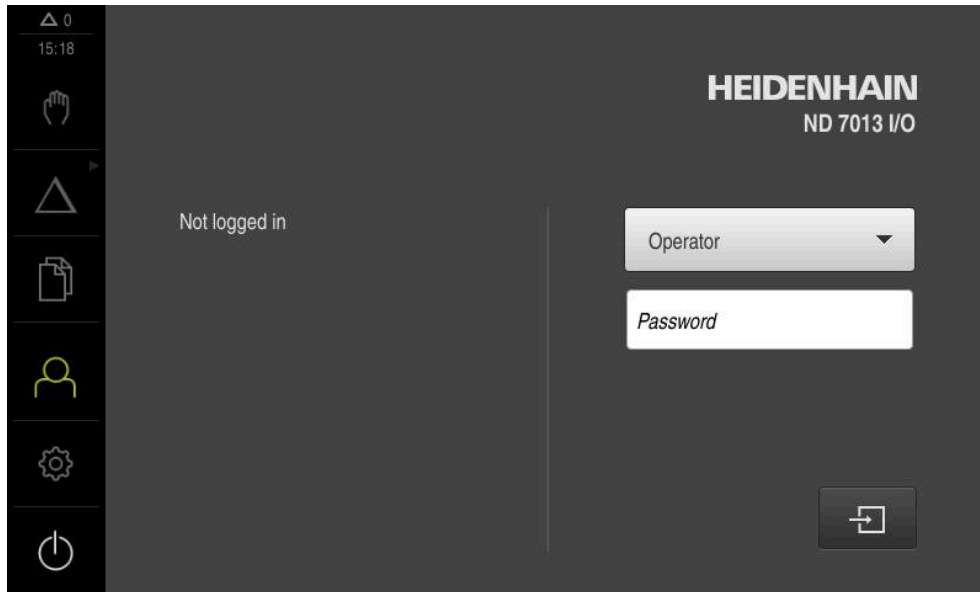 0
15:18
HEIDENHAIN
ND 7013 I/O
Not logged in
Operator
Password